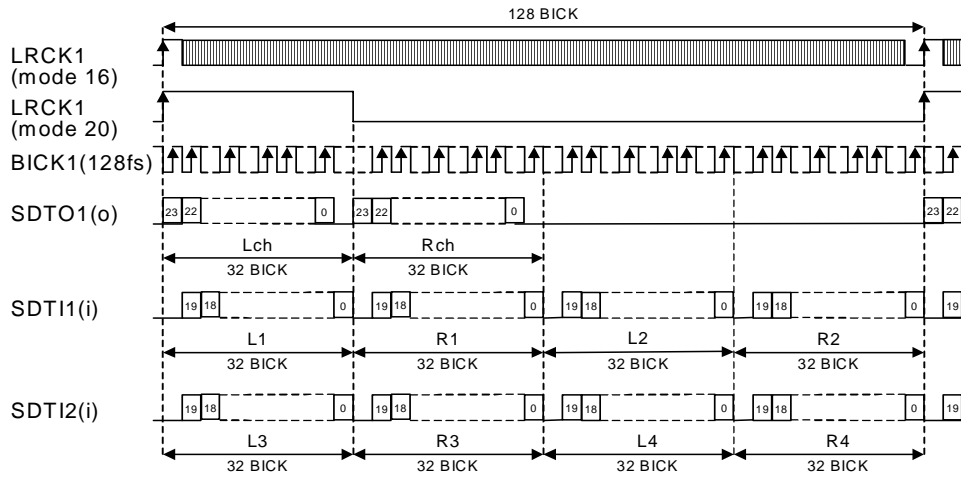 128 BICK
LRCK1
(mode 16)
LRCK1
(mode 20)
BICK1(128fs)
SDTO1(o)
23 22 0 23 22 0 23 22
Lch Rch
32 BICK 32 BICK
SDTI1(i)
19 18 0 19 18 0 19 18 0 19 18 0 19
L1 R1 L2 R2
32 BICK 32 BICK 32 BICK 32 BICK
SDTI2(i)
19 18 0 19 18 0 19 18 0 19 18 0 19
L3 R3 L4 R4
32 BICK 32 BICK 32 BICK 32 BICK